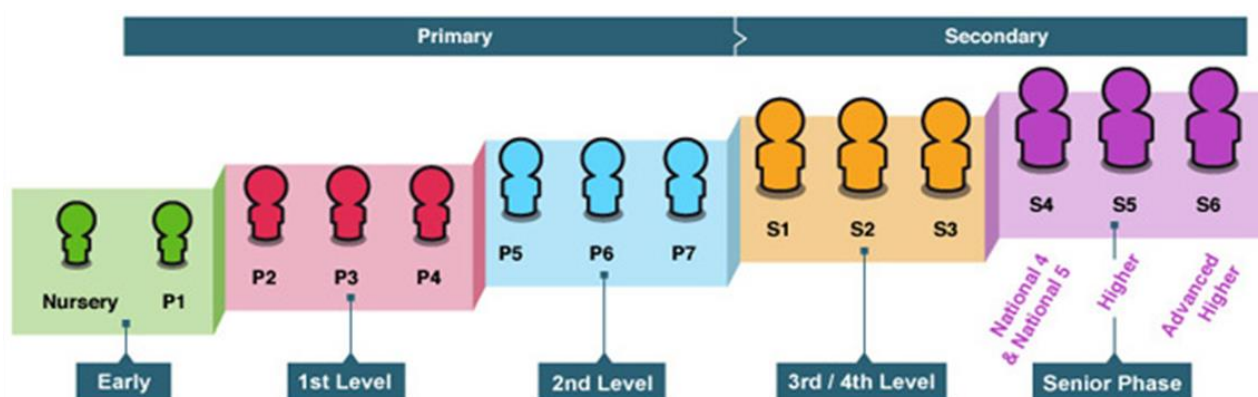 Primary
Secondary
Nursery
P1
P2
P3
P4
P5
P6
P7
S1
S2
S3
S4
S5
S6
National 4
& National 5
Higher
Advanced
Higher
Early
1st Level
2nd Level
3rd / 4th Level
Senior Phase